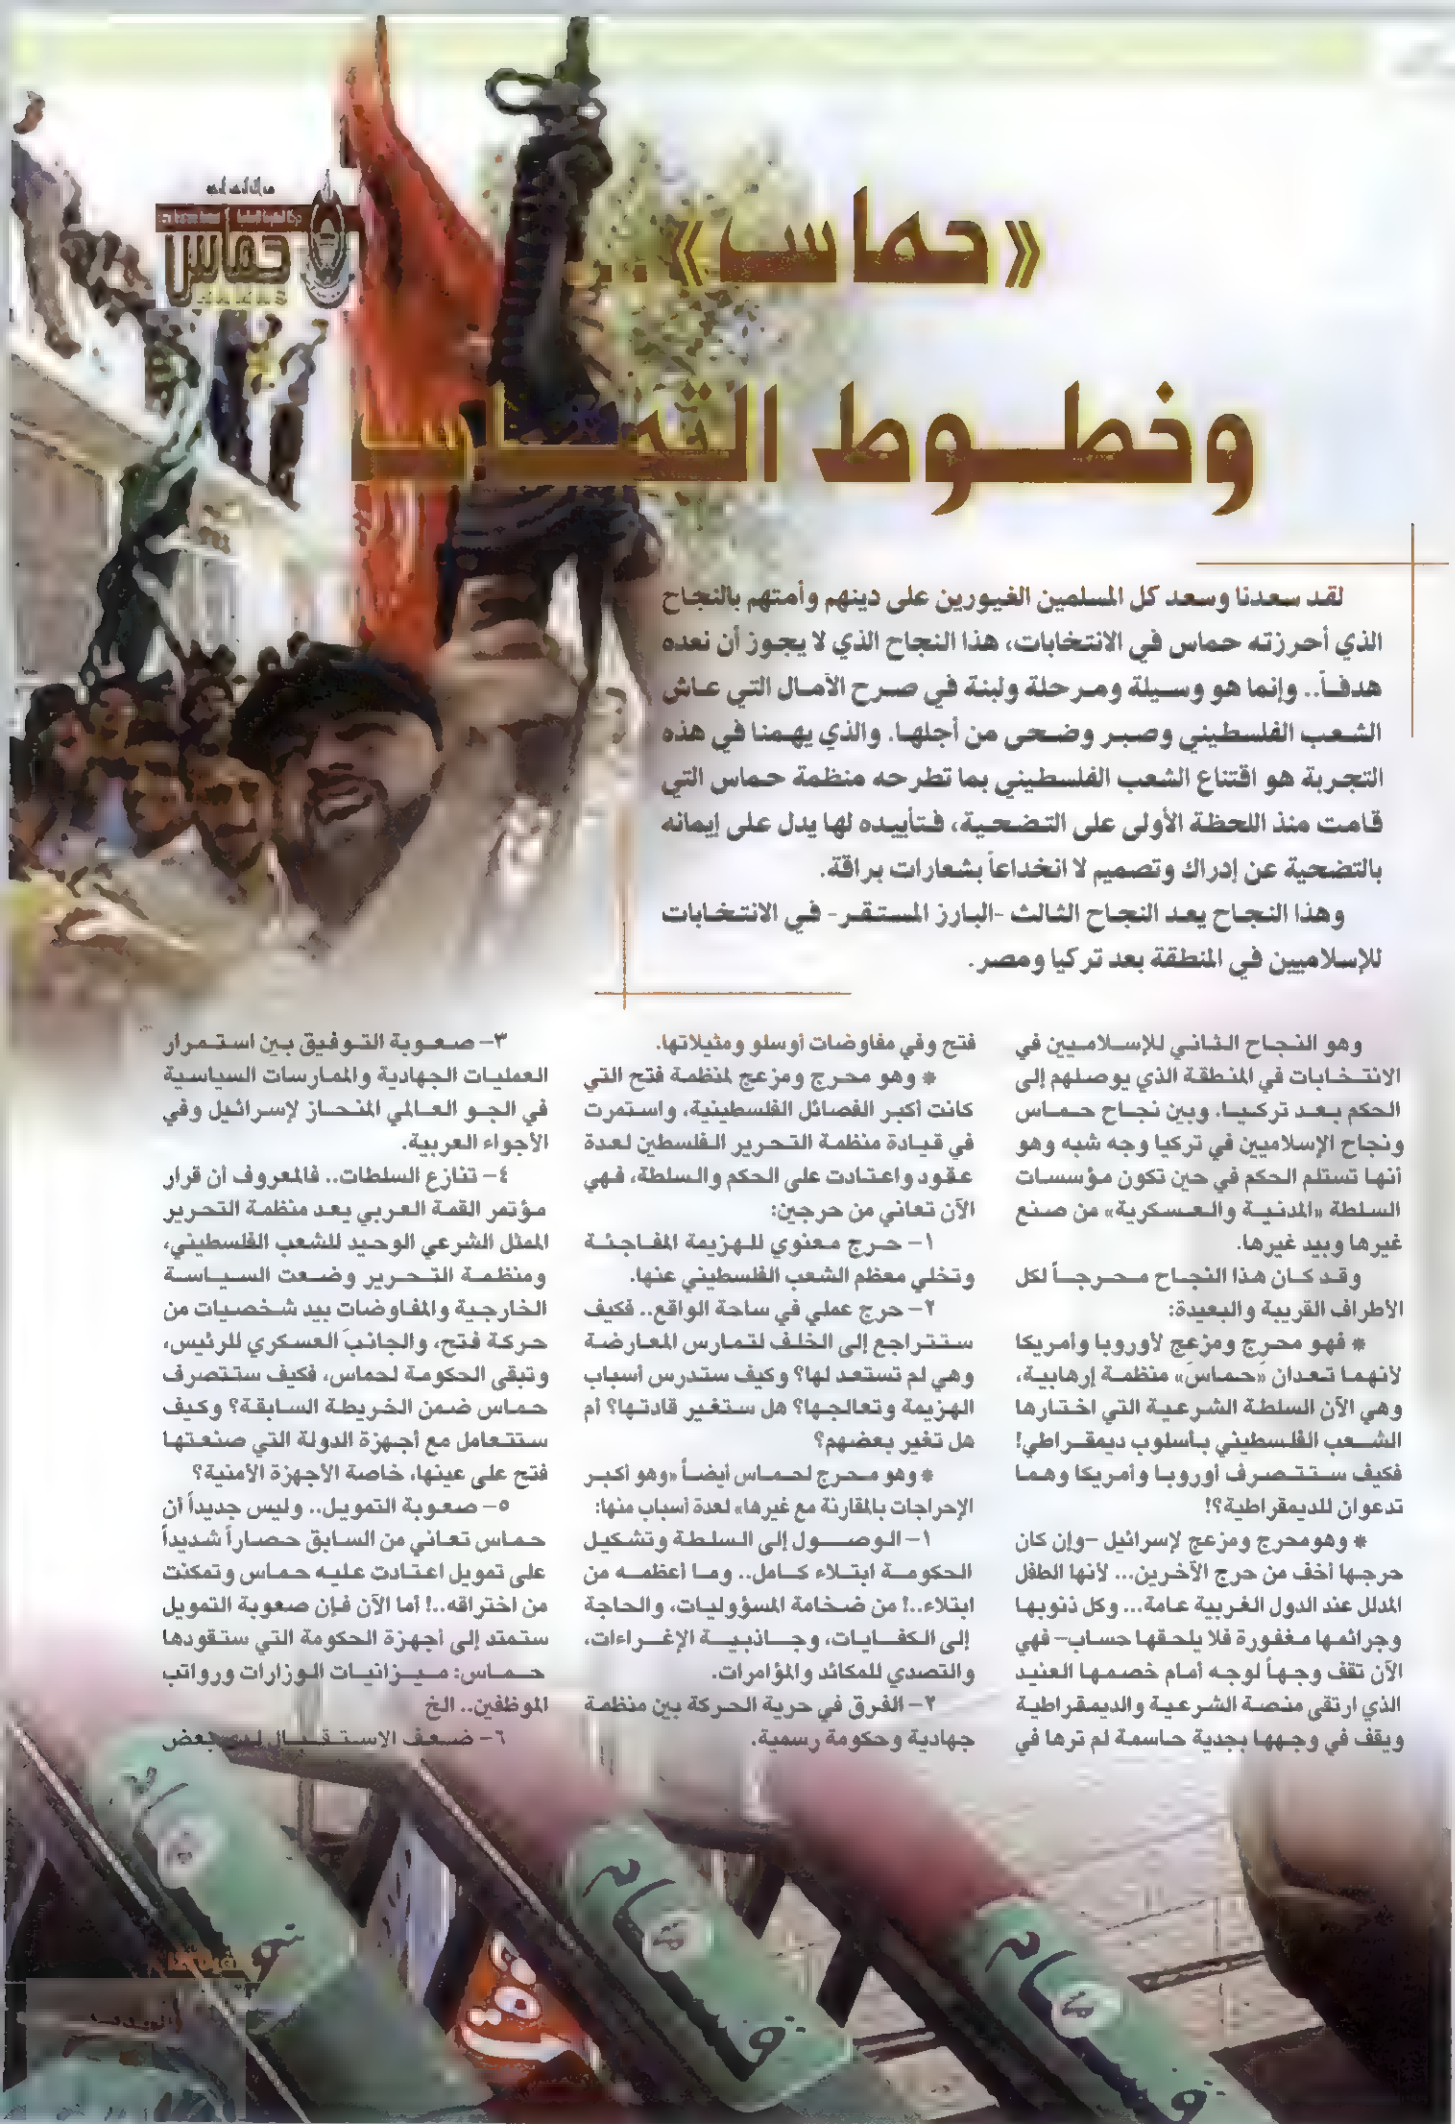 «حماس»..
وخطوط التماس
حماس
HAMAS
لقد سعدنا وسعد كل المسلمين الغيورين على دينهم وأمتهم بالنجاح
الذي أحرزته حماس في الانتخابات، هذا النجاح الذي لا يجوز أن نعده
هدفاً.. وإنما هو وسيلة ومرحلة ولبنة في صرح الآمال التي عاش
الشعب الفلسطيني وصبر وضحى من أجلها. والذي يهمنا في هذه
التجربة هو اقتناع الشعب الفلسطيني بما تطرحه منظمة حماس التي
قامت منذ اللحظة الأولى على التضحية، فتأييده لها يدل على إيمانه
بالتضحية عن إدراك وتصميم لا انخداعاً بشعارات براقة.
وهذا النجاح يعد النجاح الثالث -البارز المستقر- في الانتخابات
للإسلاميين في المنطقة بعد تركيا ومصر.
وهو النجاح الثاني للإسلاميين في
الانتخابات في المنطقة الذي يوصلهم إلى
الحكم بعد تركيا. وبين نجاح حماس
ونجاح الإسلاميين في تركيا وجه شبه وهو
أنها تستلم الحكم في حين تكون مؤسسات
السلطة «المدنية والعسكرية» من صنع
غيرها وبيد غيرها.
وقد كان هذا النجاح محرجاً لكل
الأطراف القريبة والبعيدة:
* فهو محرج ومزعج لأوروبا وأمريكا
لأنهما تعدان «حماس» منظمة إرهابية،
وهي الآن السلطة الشرعية التي اختارها
الشعب الفلسطيني بأسلوب ديمقراطي!
فكيف ستتصرف أوروبا وأمريكا وهما
تدعوان للديمقراطية؟!
* وهو محرج ومزعج لإسرائيل -وإن كان
حرجها أخف من حرج الآخرين... لأنها الطفل
المدلل عند الدول الغربية عامة... وكل ذنوبها
وجرائمها مغفورة فلا يلحقها حساب- فهي
الآن تقف وجهاً لوجه أمام خصمها العنيد
الذي ارتقى منصة الشرعية والديمقراطية
ويقف في وجهها بجدية حاسمة لم ترها في
فتح وفي مفاوضات أوسلو ومثيلاتها.
* وهو محرج ومزعج لمنظمة فتح التي
كانت أكبر الفصائل الفلسطينية، واستمرت
في قيادة منظمة التحرير الفلسطين لعدة
عقود واعتادت على الحكم والسلطة، فهي
الآن تعاني من حرجين:
١- حرج معنوي للهزيمة المفاجئة
وتخلي معظم الشعب الفلسطيني عنها.
٢- حرج عملي في ساحة الواقع.. فكيف
ستتراجع إلى الخلف لتمارس المعارضة
وهي لم تستعد لها؟ وكيف ستدرس أسباب
الهزيمة وتعالجها؟ هل ستغير قادتها؟ أم
هل تغير بعضهم؟
* وهو محرج لحماس أيضاً «وهو أكبر
الإحراجات بالمقارنة مع غيرها» لعدة أسباب منها:
١- الوصول إلى السلطة وتشكيل
الحكومة ابتلاء كامل.. وما أعظمه من
ابتلاء..! من ضخامة المسؤوليات، والحاجة
إلى الكفايات، وجاذبية الإغراءات،
والتصدي للمكائد والمؤامرات.
٢- الفرق في حرية الحركة بين منظمة
جهادية وحكومة رسمية.
٣- صعوبة التوفيق بين استمرار
العمليات الجهادية والممارسات السياسية
في الجو العالمي المنحاز لإسرائيل وفي
الأجواء العربية.
٤- تنازع السلطات.. فالمعروف أن قرار
مؤتمر القمة العربي يعد منظمة التحرير
الممثل الشرعي الوحيد للشعب الفلسطيني،
ومنظمة التحرير وضعت السياسة
الخارجية والمفاوضات بيد شخصيات من
حركة فتح، والجانب العسكري للرئيس،
وتبقى الحكومة لحماس، فكيف ستتصرف
حماس ضمن الخريطة السابقة؟ وكيف
ستتعامل مع أجهزة الدولة التي صنعتها
فتح على عينها، خاصة الأجهزة الأمنية؟
٥- صعوبة التمويل.. وليس جديداً أن
حماس تعاني من السابق حصاراً شديداً
على تمويل اعتادت عليه حماس وتمكنت
من اختراقه..! أما الآن فإن صعوبة التمويل
ستمتد إلى أجهزة الحكومة التي ستقودها
حماس: ميزانيات الوزارات ورواتب
الموظفين.. الخ
٦- ضعف الاستقبال لدى بعض
قسام
قسام